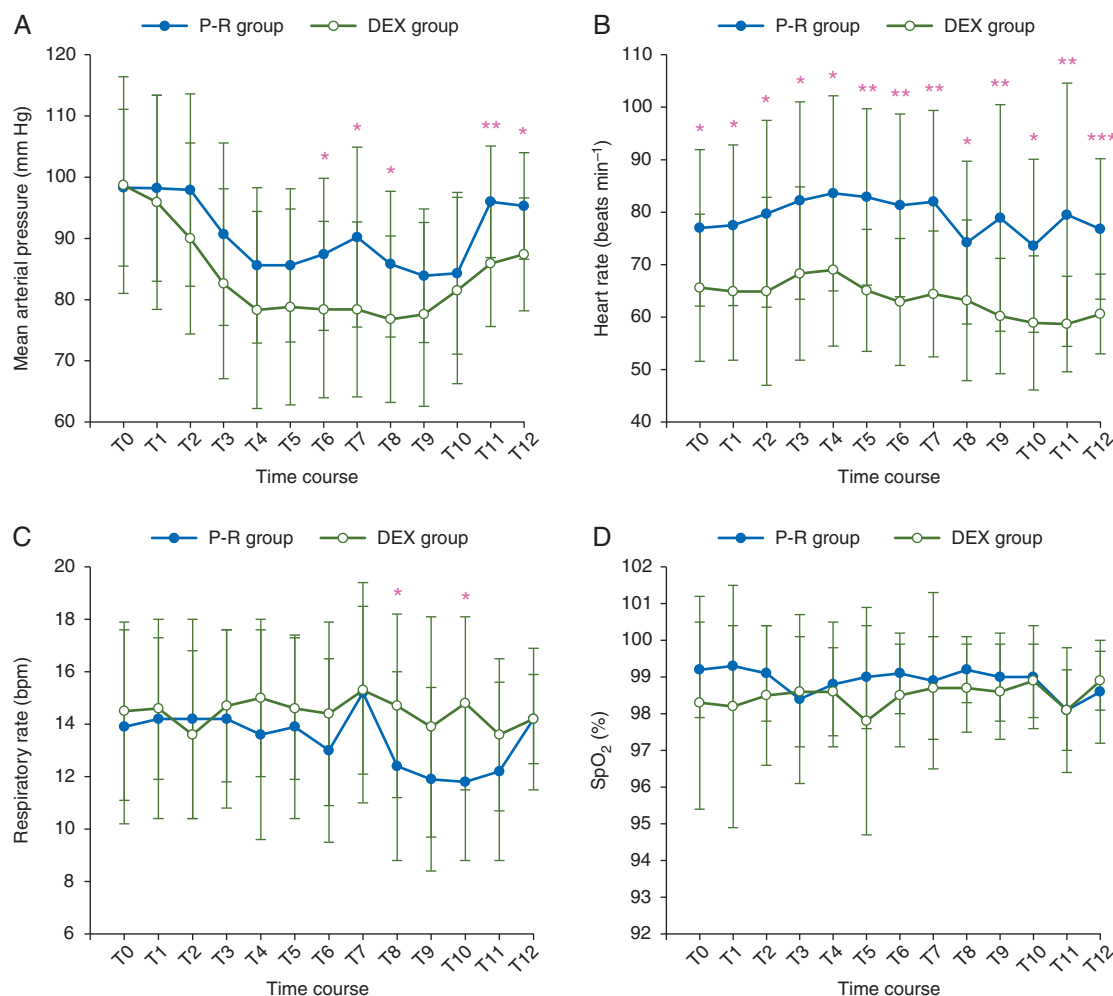 A
P-R group DEX group
Mean arterial pressure (mm Hg)
120
110
100
90
80
70
60
* * * ** *
T0 T1 T2 T3 T4 T5 T6 T7 T8 T9 T10 T11 T12
Time course
B
P-R group DEX group
Heart rate (beats min⁻¹)
110
100
90
80
70
60
50
40
* * * * * ** ** ** * ** * ** ***
T0 T1 T2 T3 T4 T5 T6 T7 T8 T9 T10 T11 T12
Time course
C
P-R group DEX group
Respiratory rate (bpm)
20
18
16
14
12
10
8
6
* *
T0 T1 T2 T3 T4 T5 T6 T7 T8 T9 T10 T11 T12
Time course
D
P-R group DEX group
SpO₂ (%)
102
101
100
99
98
97
96
95
94
93
92
T0 T1 T2 T3 T4 T5 T6 T7 T8 T9 T10 T11 T12
Time course